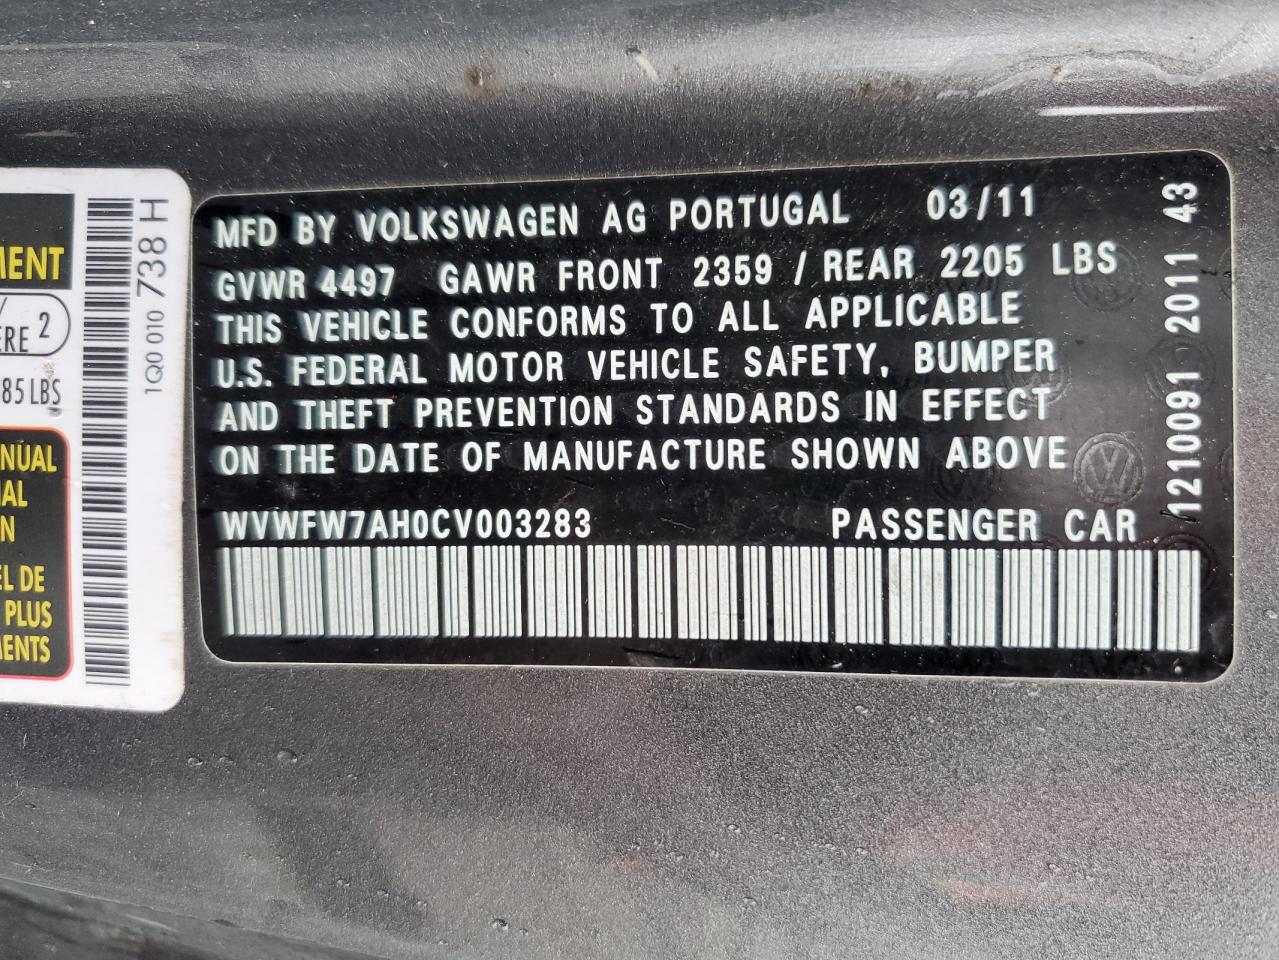 MENT
ERE 2
85 LBS
NUAL
IAL
N
EL DE
PLUS
MENTS
1Q0 010 738 H
MFD BY VOLKSWAGEN AG PORTUGAL 03/11
GVWR 4497 GAWR FRONT 2359 / REAR 2205 LBS
THIS VEHICLE CONFORMS TO ALL APPLICABLE
U.S. FEDERAL MOTOR VEHICLE SAFETY, BUMPER
AND THEFT PREVENTION STANDARDS IN EFFECT
ON THE DATE OF MANUFACTURE SHOWN ABOVE
WVWFW7AH0CV003283 PASSENGER CAR
1210091 2011 43